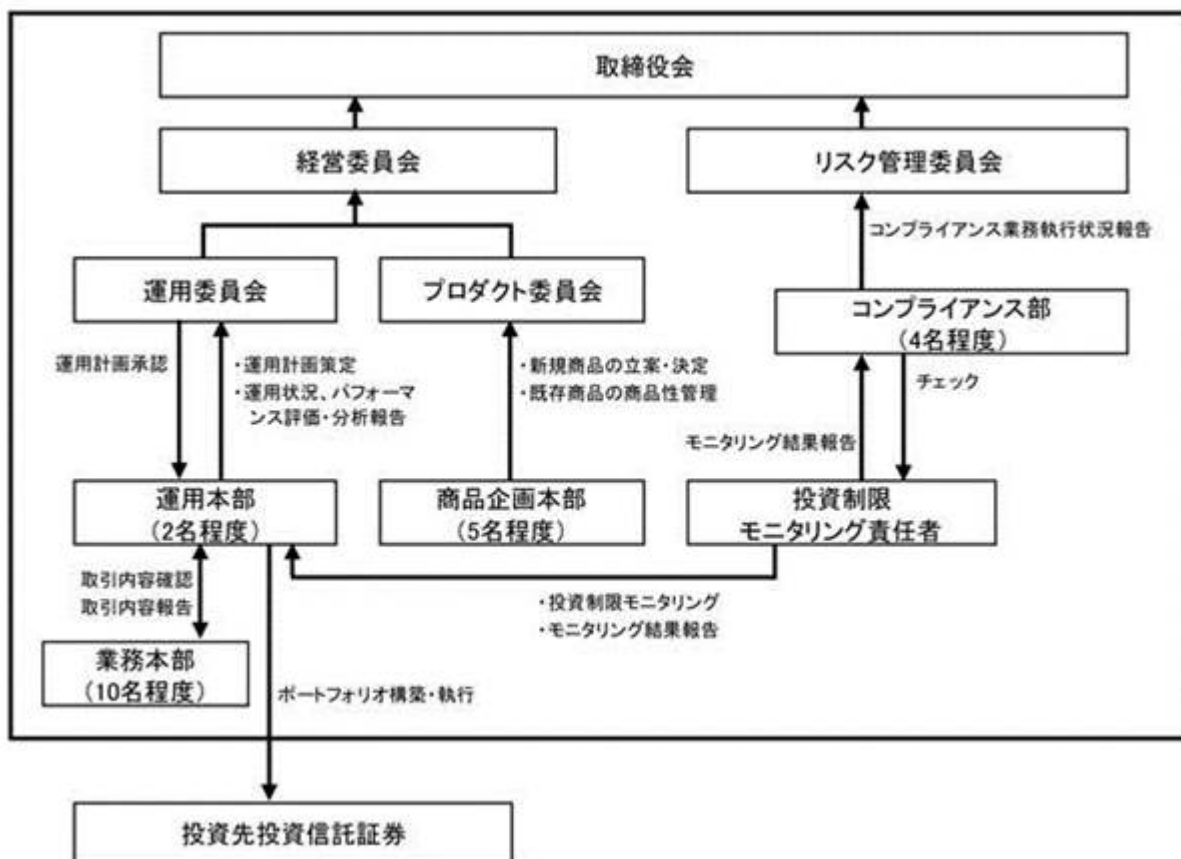 取締役会
経営委員会
リスク管理委員会
コンプライアンス業務執行状況報告
運用委員会
プロダクト委員会
コンプライアンス部
(4名程度)
運用計画承認
・運用計画策定
・運用状況、パフォーマ
ンス評価・分析報告
・新規商品の立案・決定
・既存商品の商品性管理
チェック
モニタリング結果報告
運用本部
(2名程度)
商品企画本部
(5名程度)
投資制限
モニタリング責任者
取引内容確認
取引内容報告
・投資制限モニタリング
・モニタリング結果報告
業務本部
(10名程度)
ポートフォリオ構築・執行
投資先投資信託証券